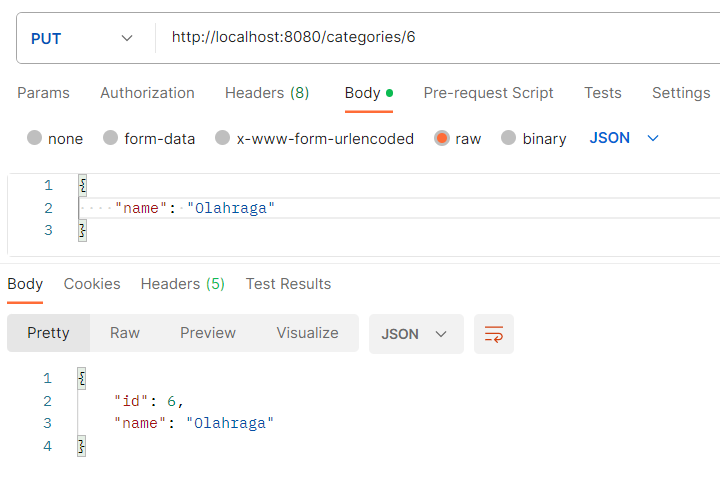 PUT http://localhost:8080/categories/6
Params Authorization Headers (8) Body Pre-request Script Tests Settings
none form-data x-www-form-urlencoded raw binary JSON
1 {
2 "name": "Olahraga"
3 }
Body Cookies Headers (5) Test Results
Pretty Raw Preview Visualize JSON
1 {
2 "id": 6,
3 "name": "Olahraga"
4 }